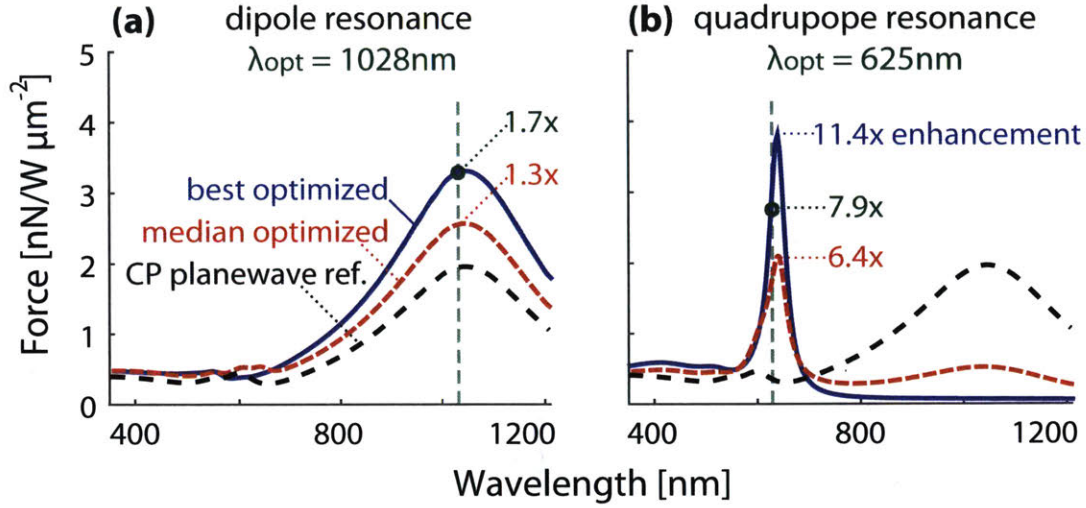 (a) dipole resonance
λopt = 1028nm
(b) quadrupope resonance
λopt = 625nm
Force [nN/W μm⁻²]
5
4
3
2
1
0
1.7x
1.3x
best optimized
median optimized
CP planewave ref.
400
800
1200
11.4x enhancement
7.9x
6.4x
400
800
1200
Wavelength [nm]